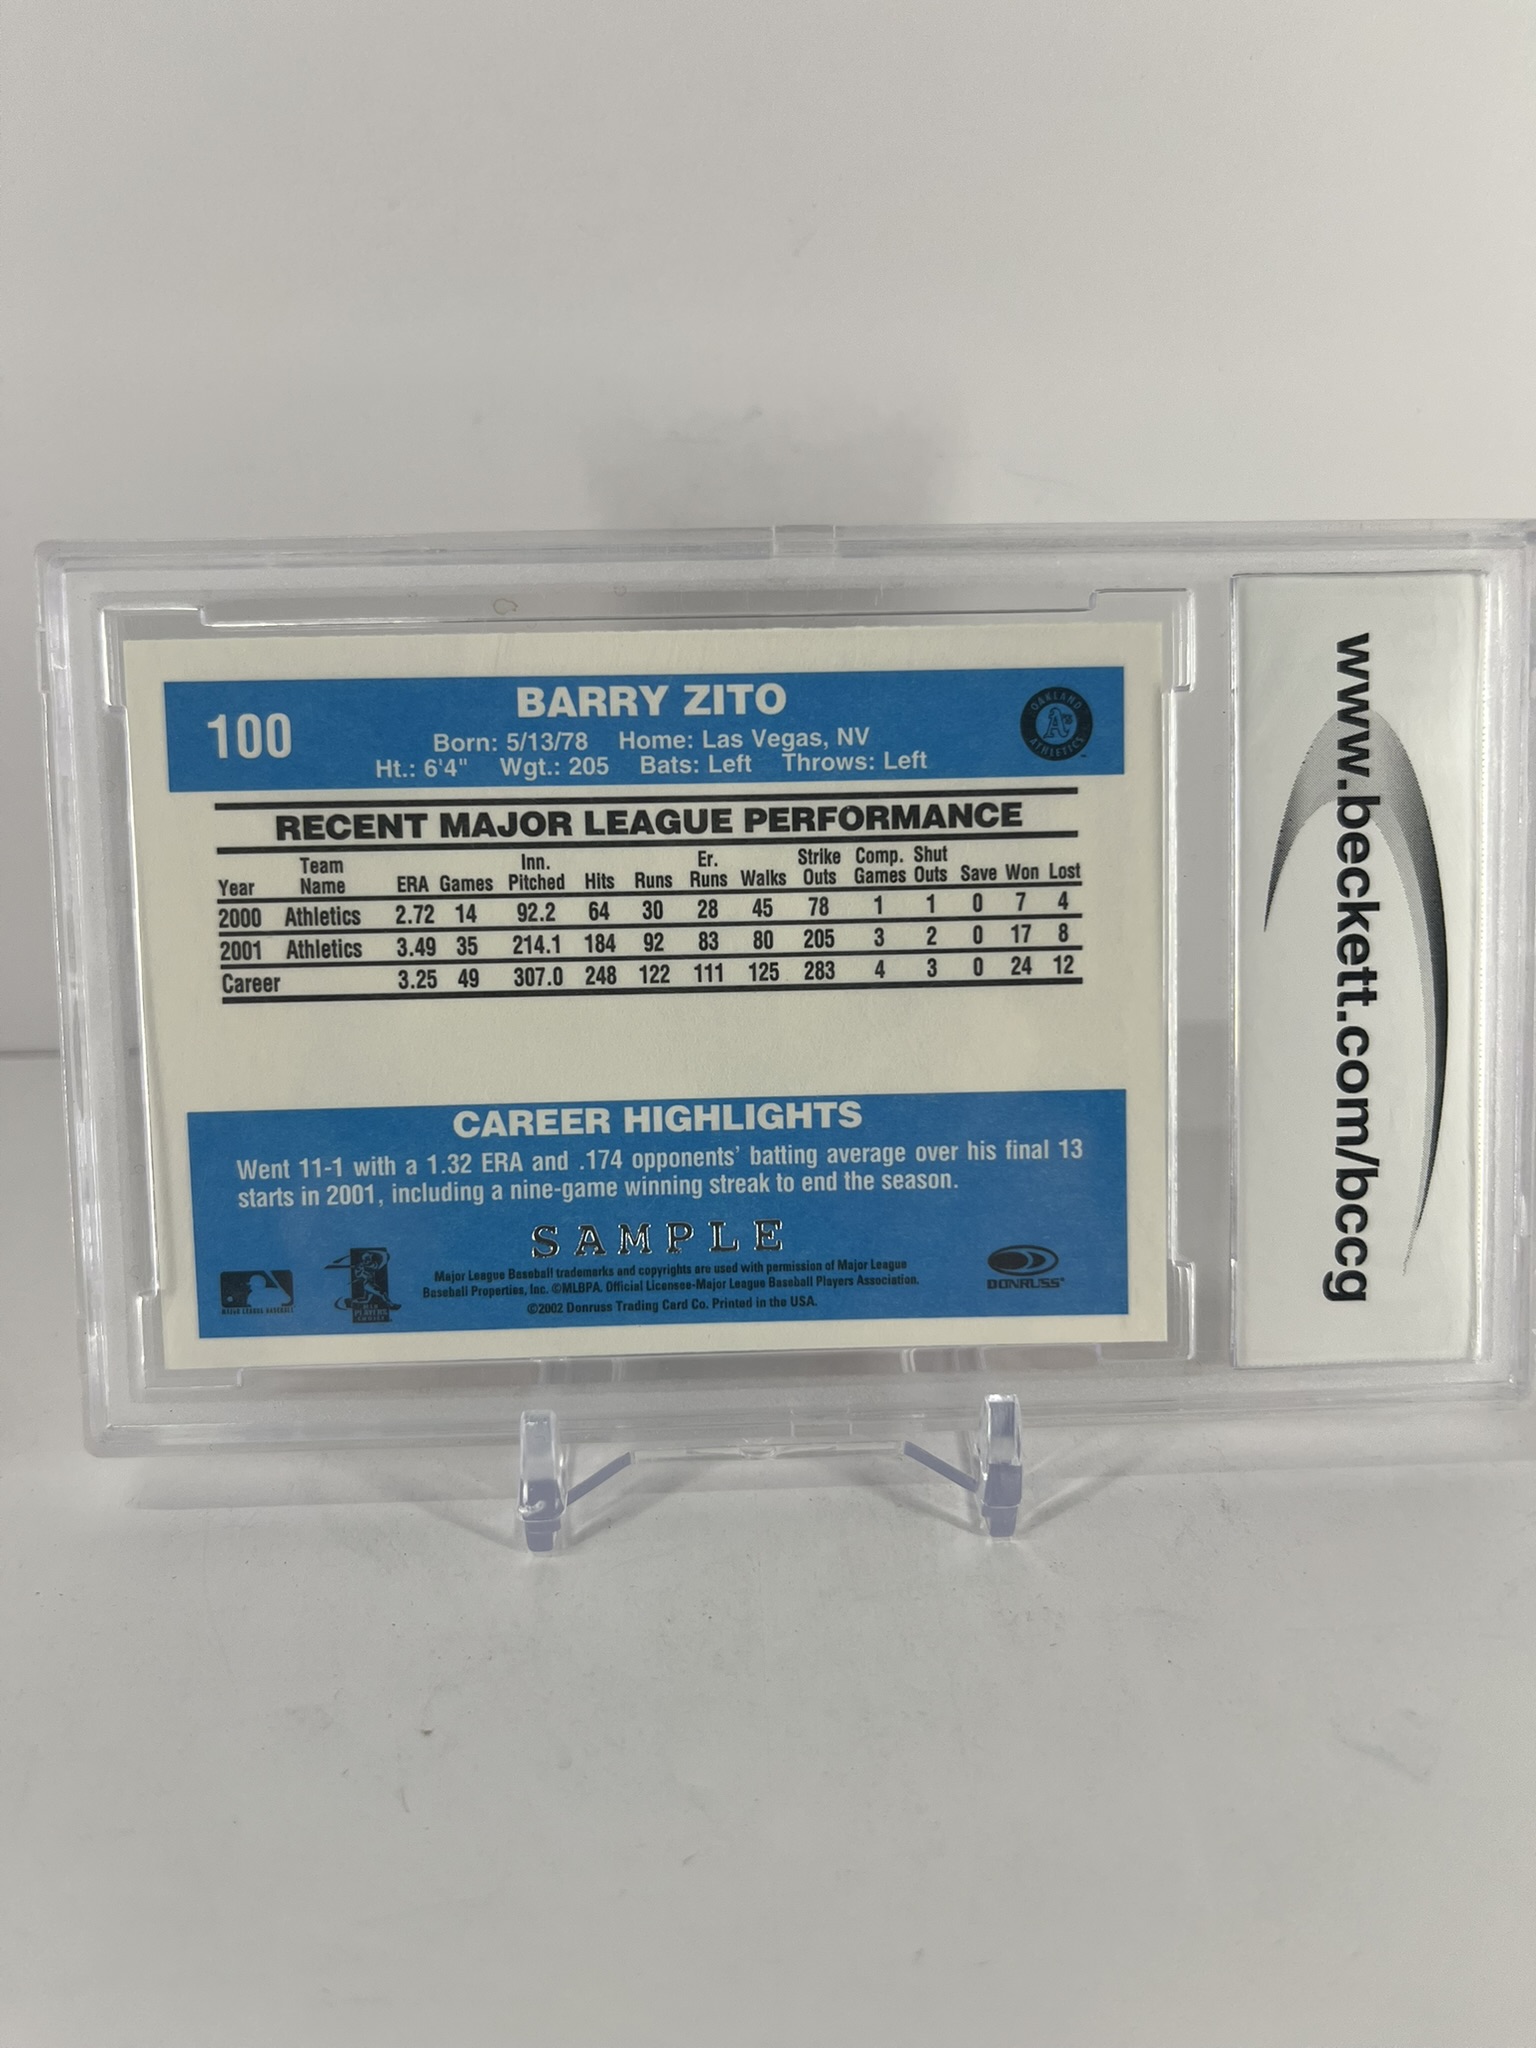 100
BARRY ZITO
Born: 5/13/78 Home: Las Vegas, NV
Ht.: 6'4" Wgt.: 205 Bats: Left Throws: Left
OAKLAND ATHLETICS
A's
RECENT MAJOR LEAGUE PERFORMANCE
Year Team Name ERA Games Inn. Pitched Hits Runs Er. Runs Walks Strike Outs Comp. Games Shut Outs Save Won Lost
2000 Athletics 2.72 14 92.2 64 30 28 45 78 1 1 0 7 4
2001 Athletics 3.49 35 214.1 184 92 83 80 205 3 2 0 17 8
Career 3.25 49 307.0 248 122 111 125 283 4 3 0 24 12
CAREER HIGHLIGHTS
Went 11-1 with a 1.32 ERA and .174 opponents' batting average over his final 13
starts in 2001, including a nine-game winning streak to end the season.
SAMPLE
Major League Baseball trademarks and copyrights are used with permission of Major League
Baseball Properties, Inc. ©MLBPA. Official Licensee-Major League Baseball Players Association.
©2002 Donruss Trading Card Co. Printed in the USA.
MAJOR LEAGUE BASEBALL
DONRUSS
www.beckett.com/bccg